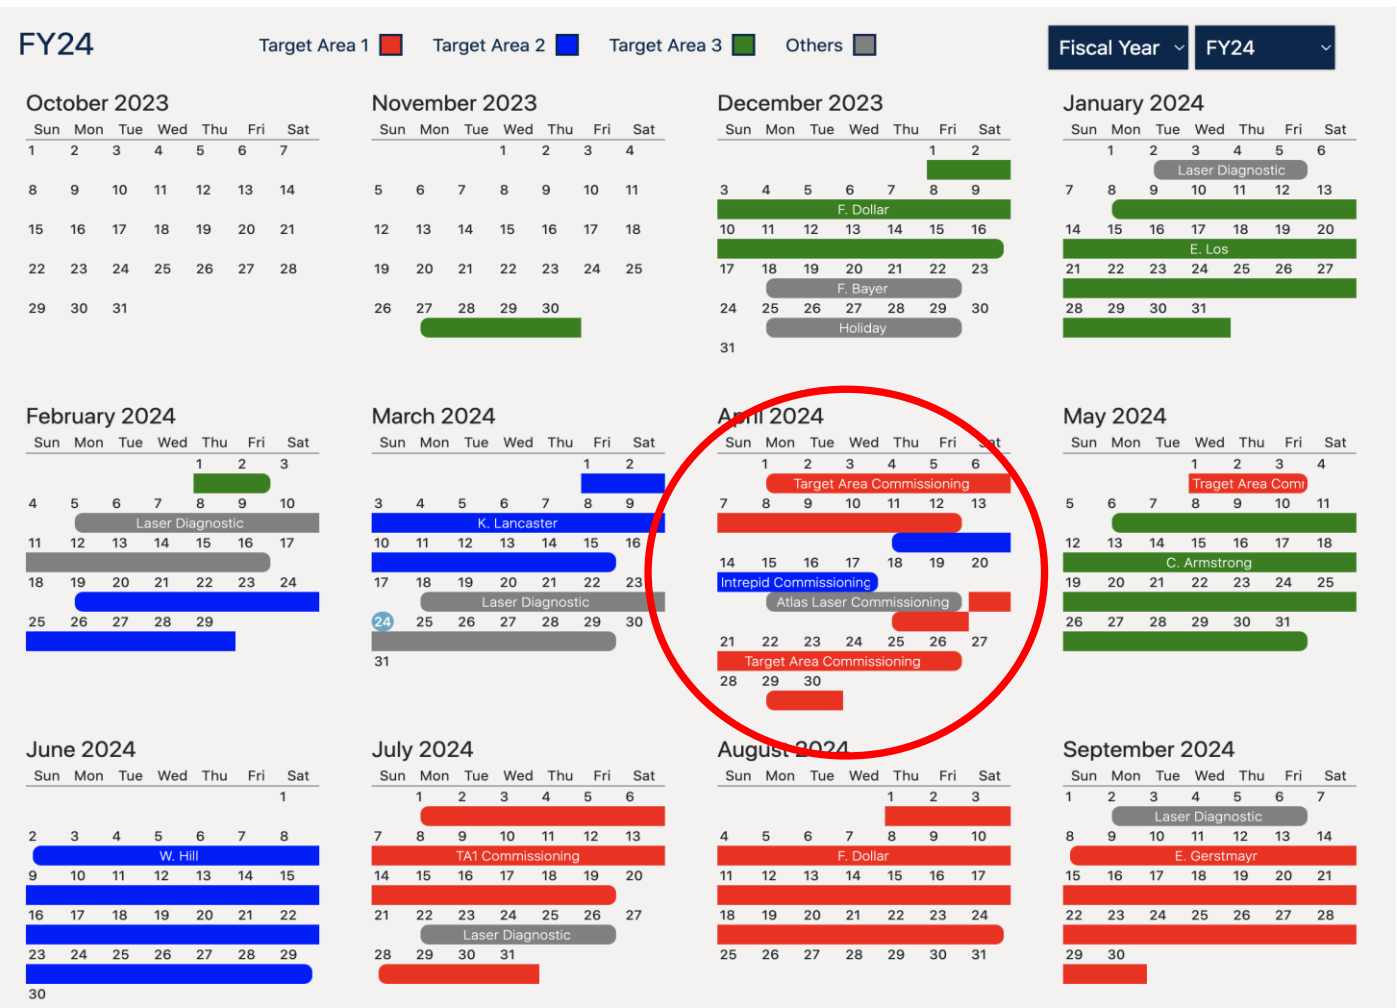 FY24
Target Area 1
Target Area 2
Target Area 3
Others
Fiscal Year
FY24
October 2023
Sun Mon Tue Wed Thu Fri Sat
1 2 3 4 5 6 7
8 9 10 11 12 13 14
15 16 17 18 19 20 21
22 23 24 25 26 27 28
29 30 31
November 2023
Sun Mon Tue Wed Thu Fri Sat
1 2 3 4
5 6 7 8 9 10 11
12 13 14 15 16 17 18
19 20 21 22 23 24 25
26 27 28 29 30
December 2023
Sun Mon Tue Wed Thu Fri Sat
1 2
3 4 5 6 7 8 9
F. Dollar
10 11 12 13 14 15 16
17 18 19 20 21 22 23
F. Bayer
24 25 26 27 28 29 30
Holiday
31
January 2024
Sun Mon Tue Wed Thu Fri Sat
1 2 3 4 5 6
Laser Diagnostic
7 8 9 10 11 12 13
14 15 16 17 18 19 20
E. Los
21 22 23 24 25 26 27
28 29 30 31
February 2024
Sun Mon Tue Wed Thu Fri Sat
1 2 3
4 5 6 7 8 9 10
Laser Diagnostic
11 12 13 14 15 16 17
18 19 20 21 22 23 24
25 26 27 28 29
March 2024
Sun Mon Tue Wed Thu Fri Sat
1 2
3 4 5 6 7 8 9
K. Lancaster
10 11 12 13 14 15 16
17 18 19 20 21 22 23
Laser Diagnostic
24 25 26 27 28 29 30
31
April 2024
Sun Mon Tue Wed Thu Fri Sat
1 2 3 4 5 6
Target Area Commissioning
7 8 9 10 11 12 13
14 15 16 17 18 19 20
Intrepid Commissioning
Atlas Laser Commissioning
21 22 23 24 25 26 27
Target Area Commissioning
28 29 30
May 2024
Sun Mon Tue Wed Thu Fri Sat
1 2 3 4
Traget Area Comm
5 6 7 8 9 10 11
12 13 14 15 16 17 18
C. Armstrong
19 20 21 22 23 24 25
26 27 28 29 30 31
June 2024
Sun Mon Tue Wed Thu Fri Sat
1
2 3 4 5 6 7 8
W. Hill
9 10 11 12 13 14 15
16 17 18 19 20 21 22
23 24 25 26 27 28 29
30
July 2024
Sun Mon Tue Wed Thu Fri Sat
1 2 3 4 5 6
7 8 9 10 11 12 13
TA1 Commissioning
14 15 16 17 18 19 20
21 22 23 24 25 26 27
Laser Diagnostic
28 29 30 31
August 2024
Sun Mon Tue Wed Thu Fri Sat
1 2 3
4 5 6 7 8 9 10
F. Dollar
11 12 13 14 15 16 17
18 19 20 21 22 23 24
25 26 27 28 29 30 31
September 2024
Sun Mon Tue Wed Thu Fri Sat
1 2 3 4 5 6 7
Laser Diagnostic
8 9 10 11 12 13 14
E. Gerstmayr
15 16 17 18 19 20 21
22 23 24 25 26 27 28
29 30